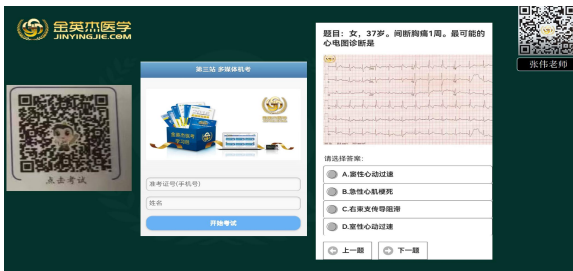 金英杰医学
JINYINGJIE.COM
点击考试
第三站 多媒体机考
准考证号(手机号)
姓名
开始考试
题目：女，37岁。间断胸痛1周。最可能的
心电图诊断是
请选择答案:
A.窦性心动过速
B.急性心肌梗死
C.右束支传导阻滞
D.室性心动过速
上一题
下一题
张伟老师